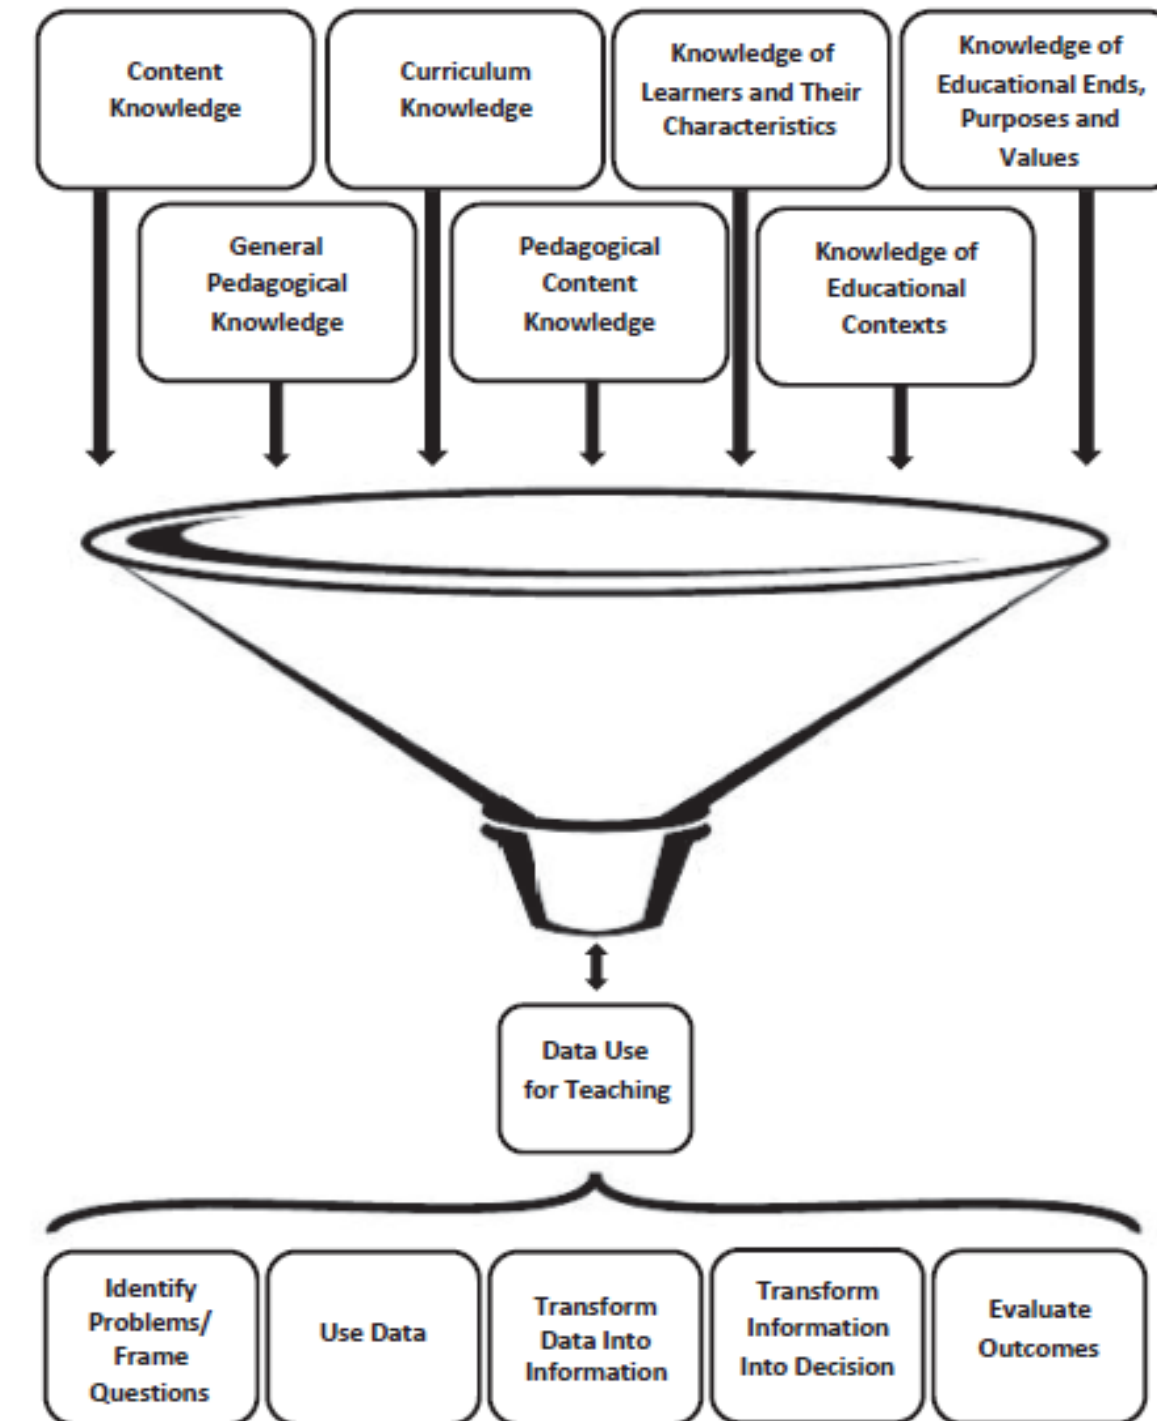 Content
Knowledge
Curriculum
Knowledge
Knowledge of
Learners and Their
Characteristics
Knowledge of
Educational Ends,
Purposes and
Values
General
Pedagogical
Knowledge
Pedagogical
Content
Knowledge
Knowledge of
Educational
Contexts
Data Use
for Teaching
Identify
Problems/
Frame
Questions
Use Data
Transform
Data Into
Information
Transform
Information
Into Decision
Evaluate
Outcomes